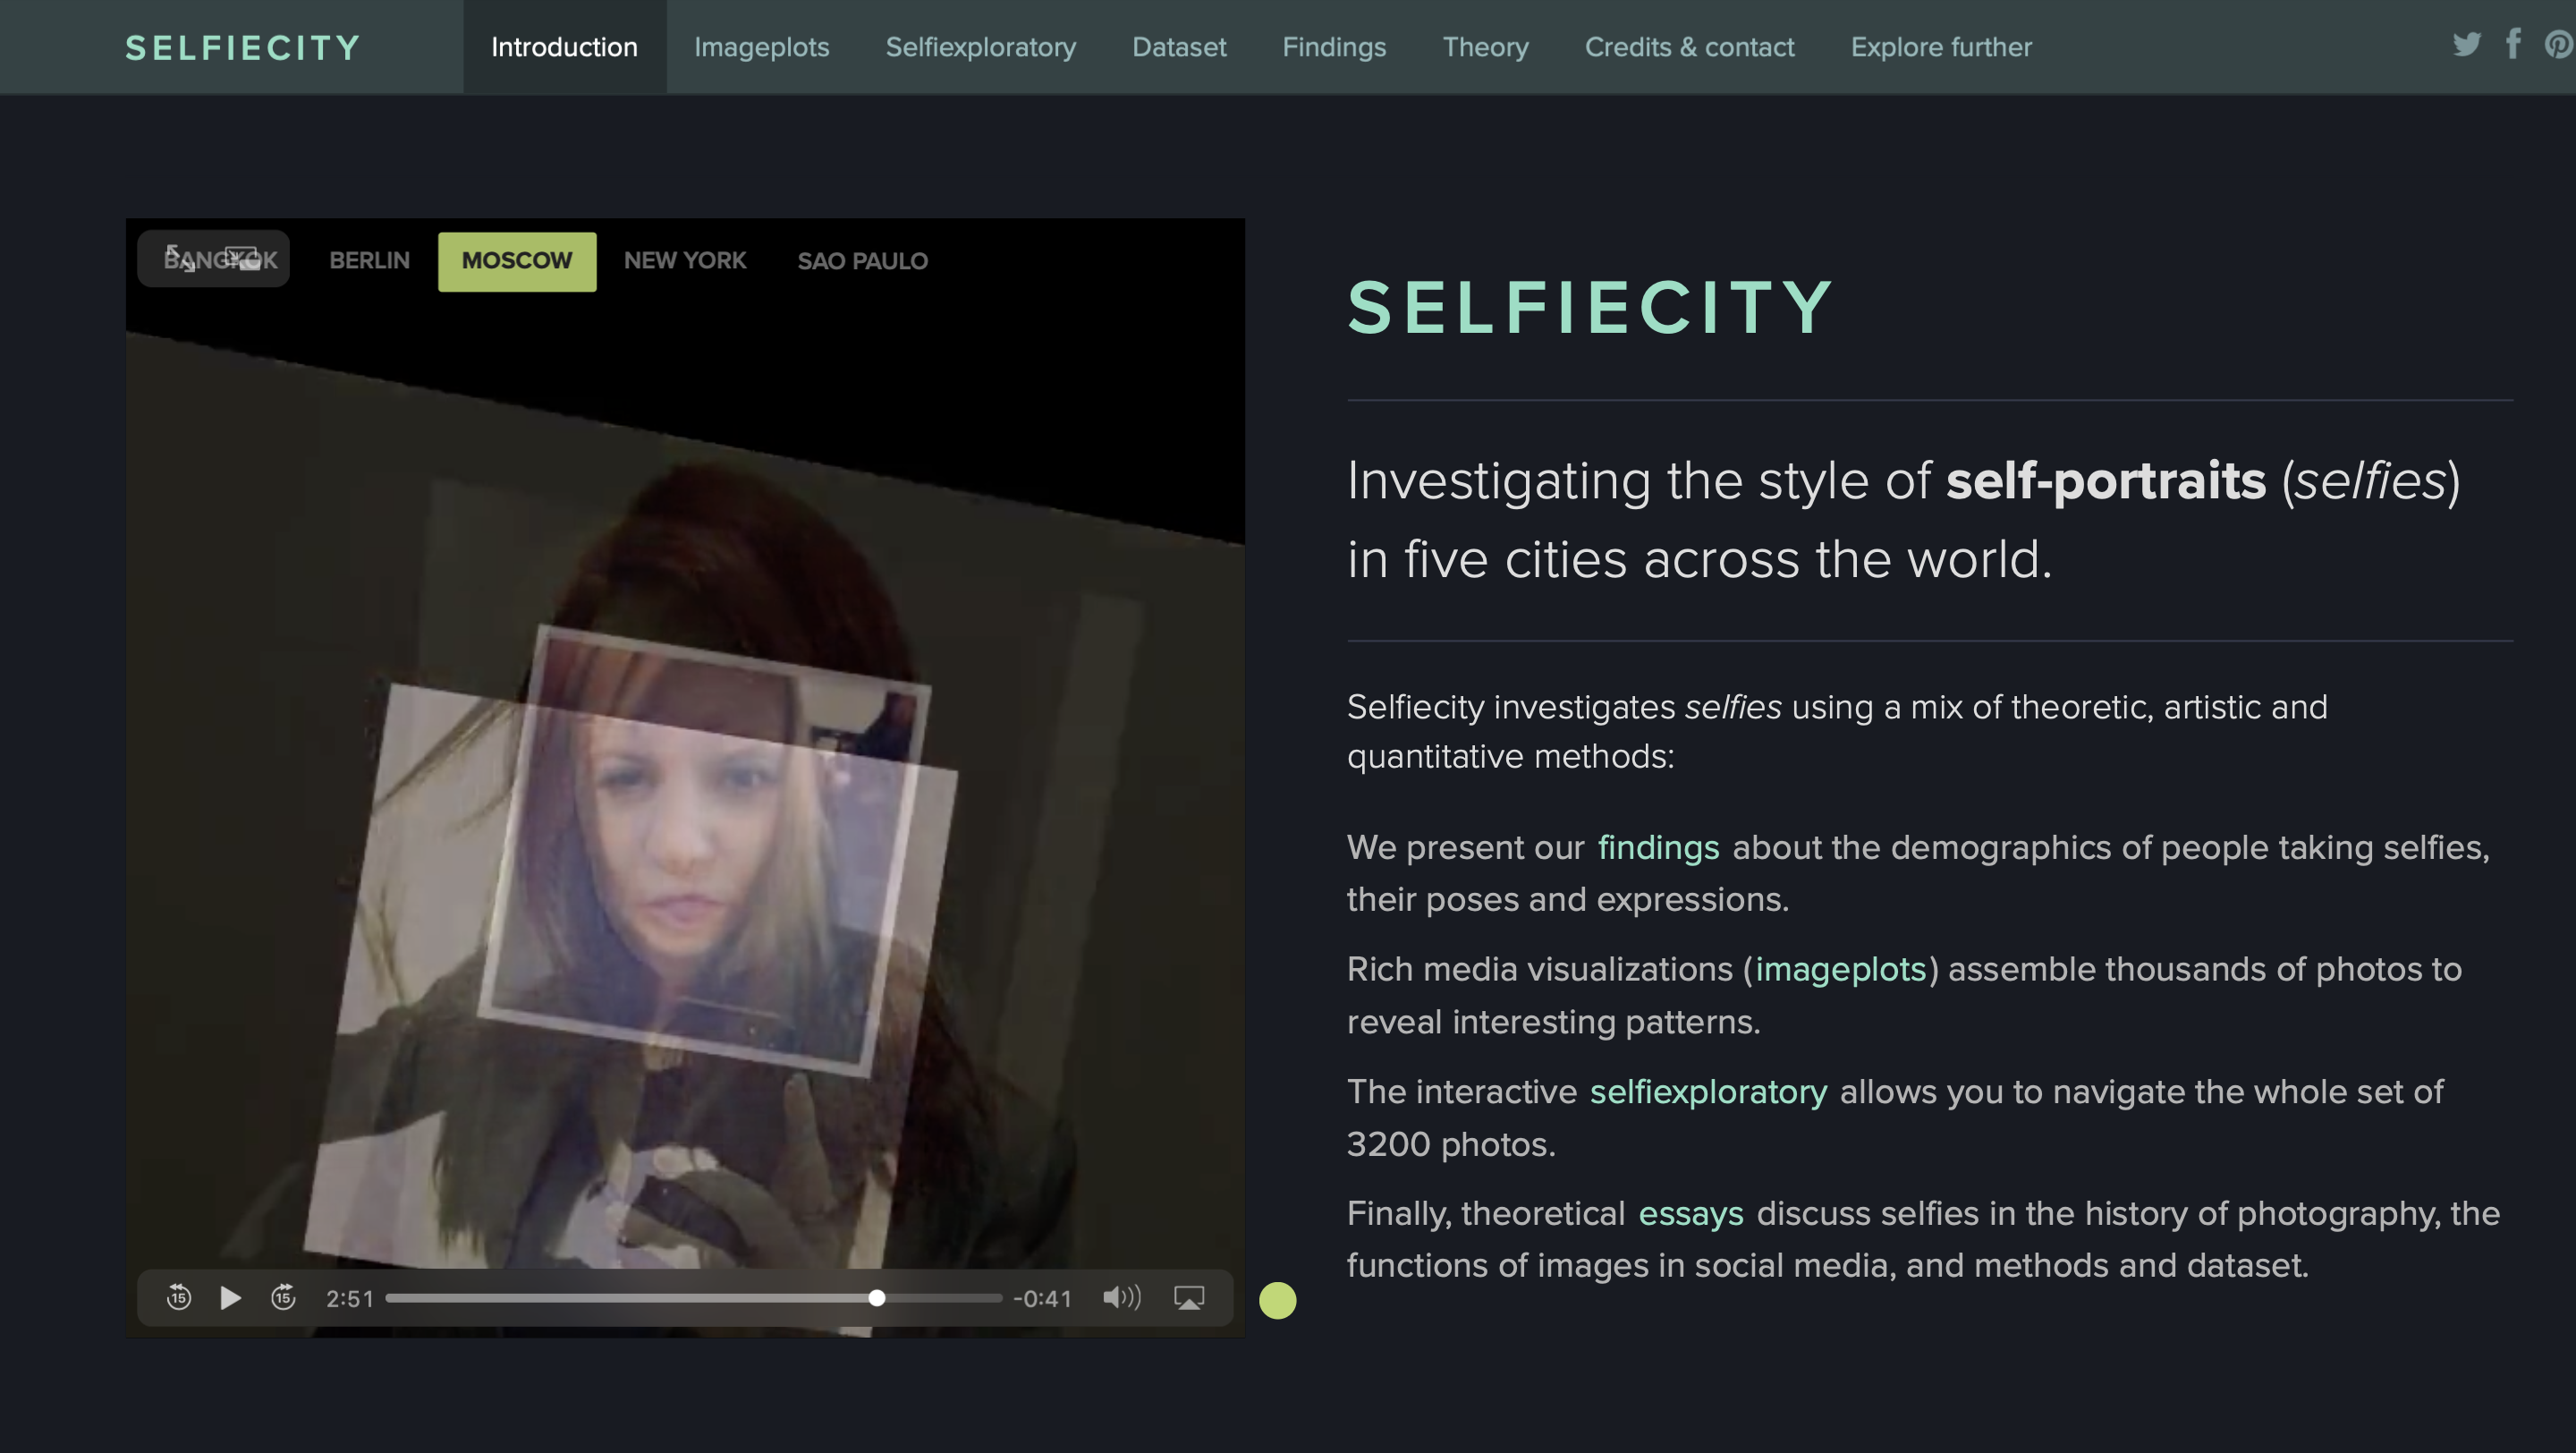 SELFIECITY
Introduction
Imageplots
Selfiexploratory
Dataset
Findings
Theory
Credits & contact
Explore further
BANGKOK
BERLIN
MOSCOW
NEW YORK
SAO PAULO
15
15
2:51
-0:41
SELFIECITY
Investigating the style of self-portraits (selfies)
in five cities across the world.
Selfiecity investigates selfies using a mix of theoretic, artistic and
quantitative methods:
We present our findings about the demographics of people taking selfies,
their poses and expressions.
Rich media visualizations (imageplots) assemble thousands of photos to
reveal interesting patterns.
The interactive selfiexploratory allows you to navigate the whole set of
3200 photos.
Finally, theoretical essays discuss selfies in the history of photography, the
functions of images in social media, and methods and dataset.